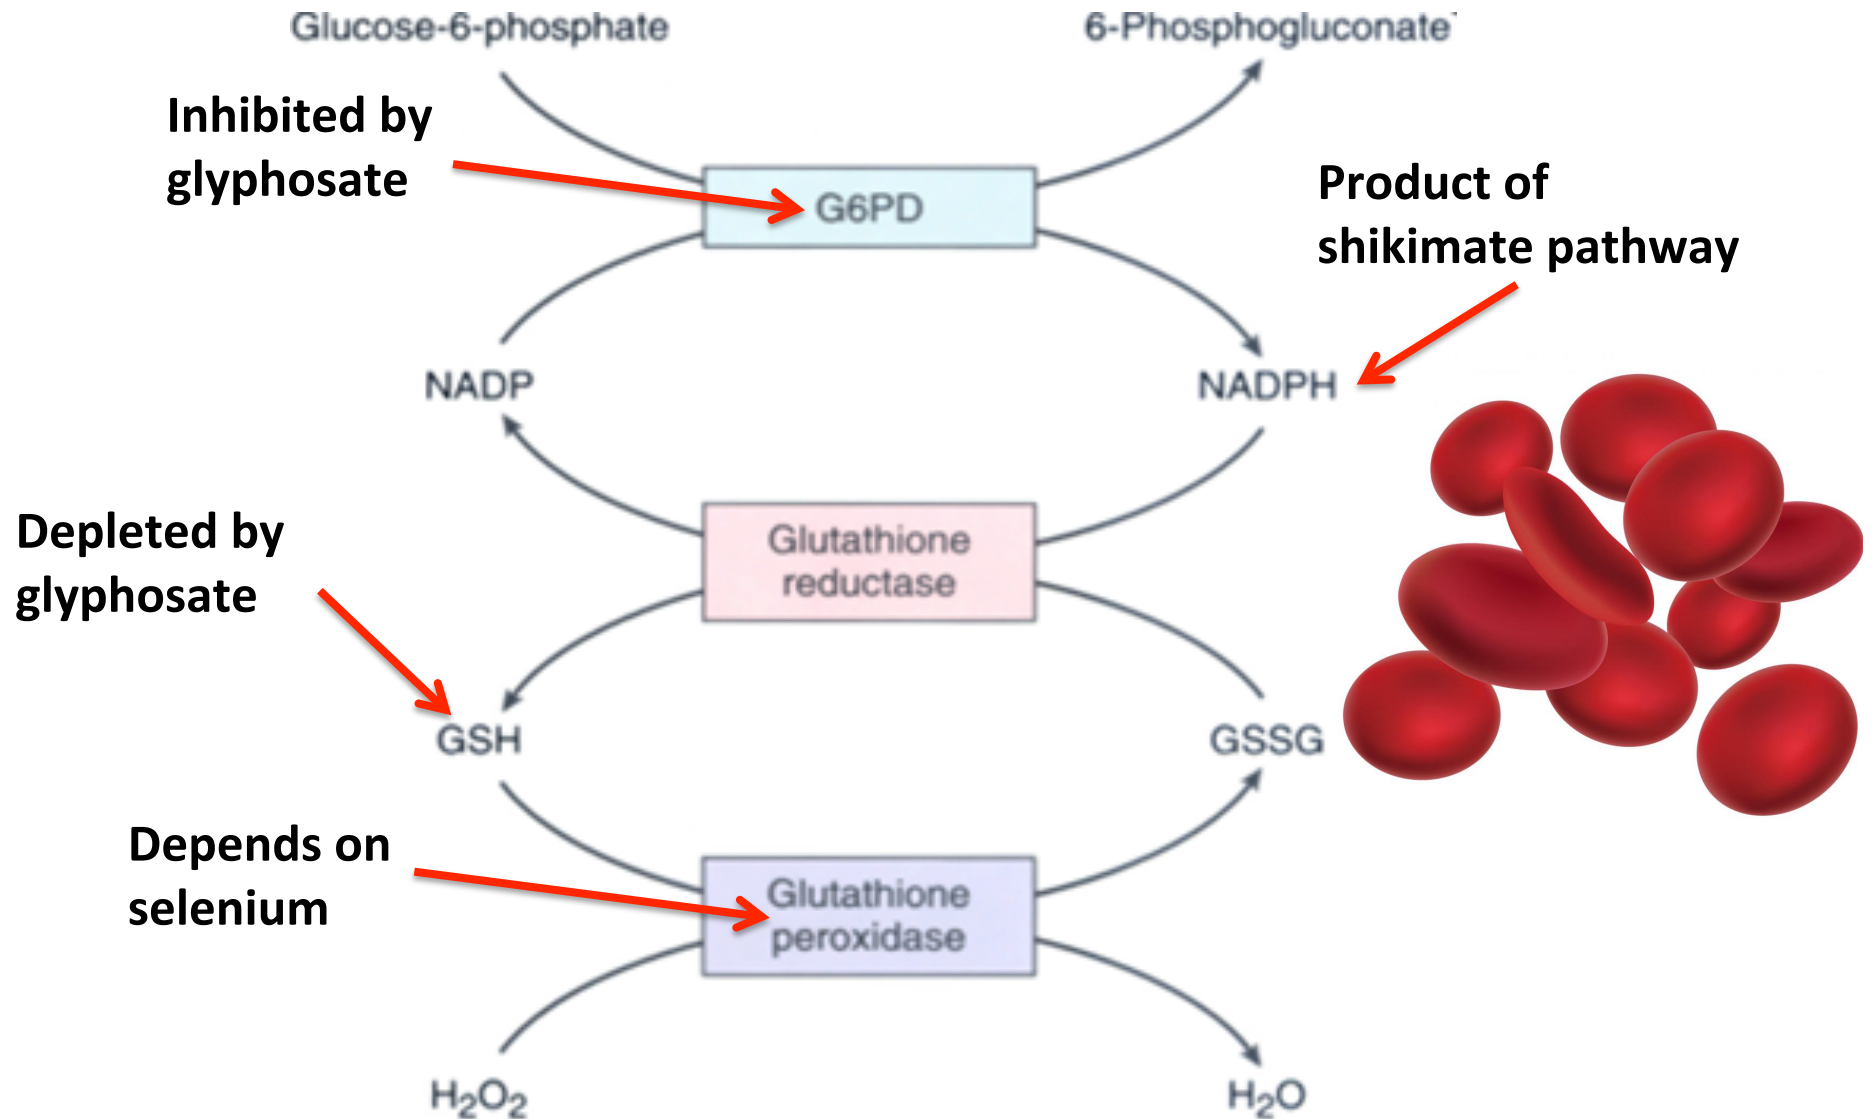 Glucose-6-phosphate
6-Phosphogluconate
Inhibited by
glyphosate
G6PD
Product of
shikimate pathway
NADP
NADPH
Glutathione
reductase
Depleted by
glyphosate
GSH
GSSG
Depends on
selenium
Glutathione
peroxidase
H₂O₂
H₂O